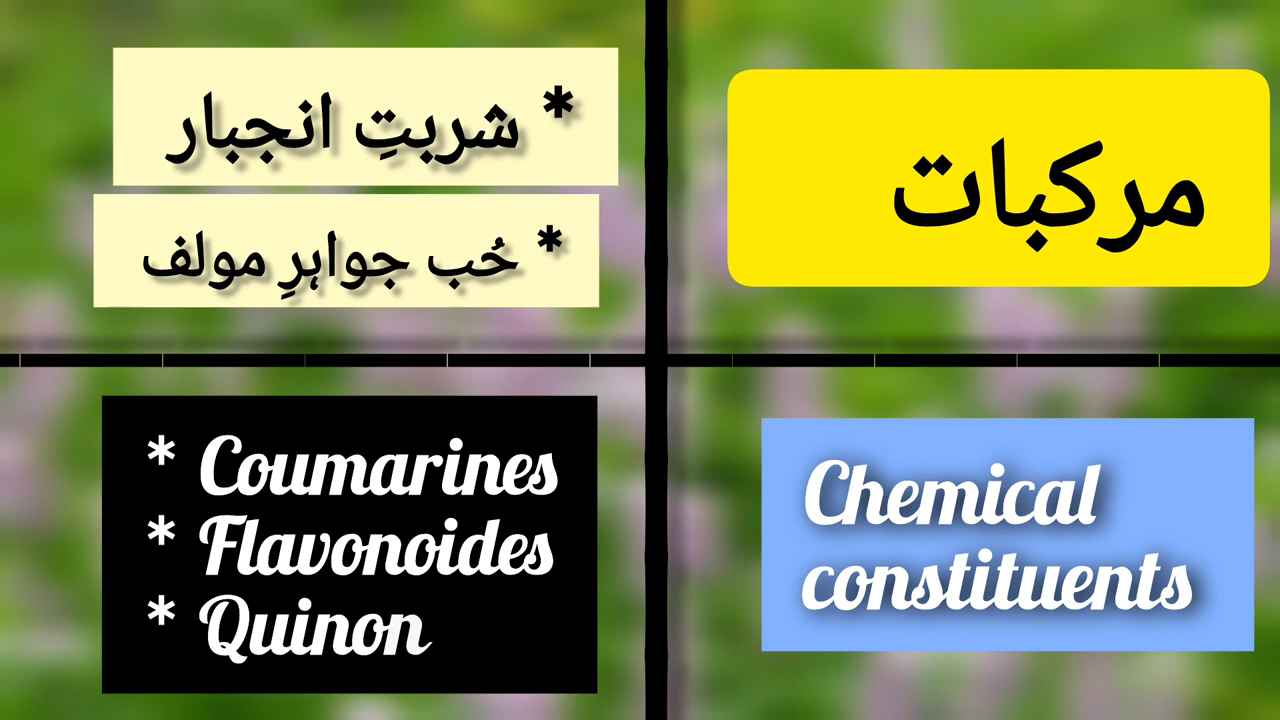 مرکبات
* شربتِ انجبار
* حُب جواہرِ مولف
Chemical
constituents
* Coumarines
* Flavonoides
* Quinon